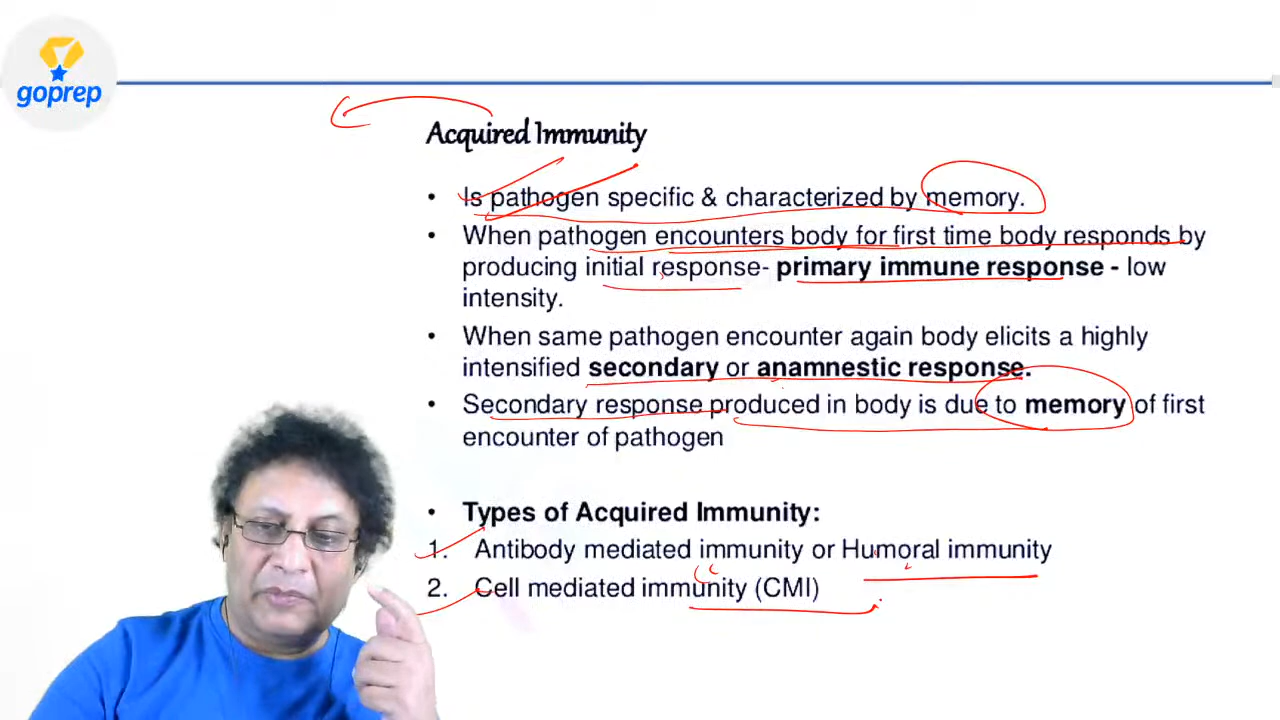 goprep
Acquired Immunity
• Is pathogen specific & characterized by memory.
• When pathogen encounters body for first time body responds by
producing initial response- primary immune response - low
intensity.
• When same pathogen encounter again body elicits a highly
intensified secondary or anamnestic response.
• Secondary response produced in body is due to memory of first
encounter of pathogen
• Types of Acquired Immunity:
1. Antibody mediated immunity or Humoral immunity
2. Cell mediated immunity (CMI)